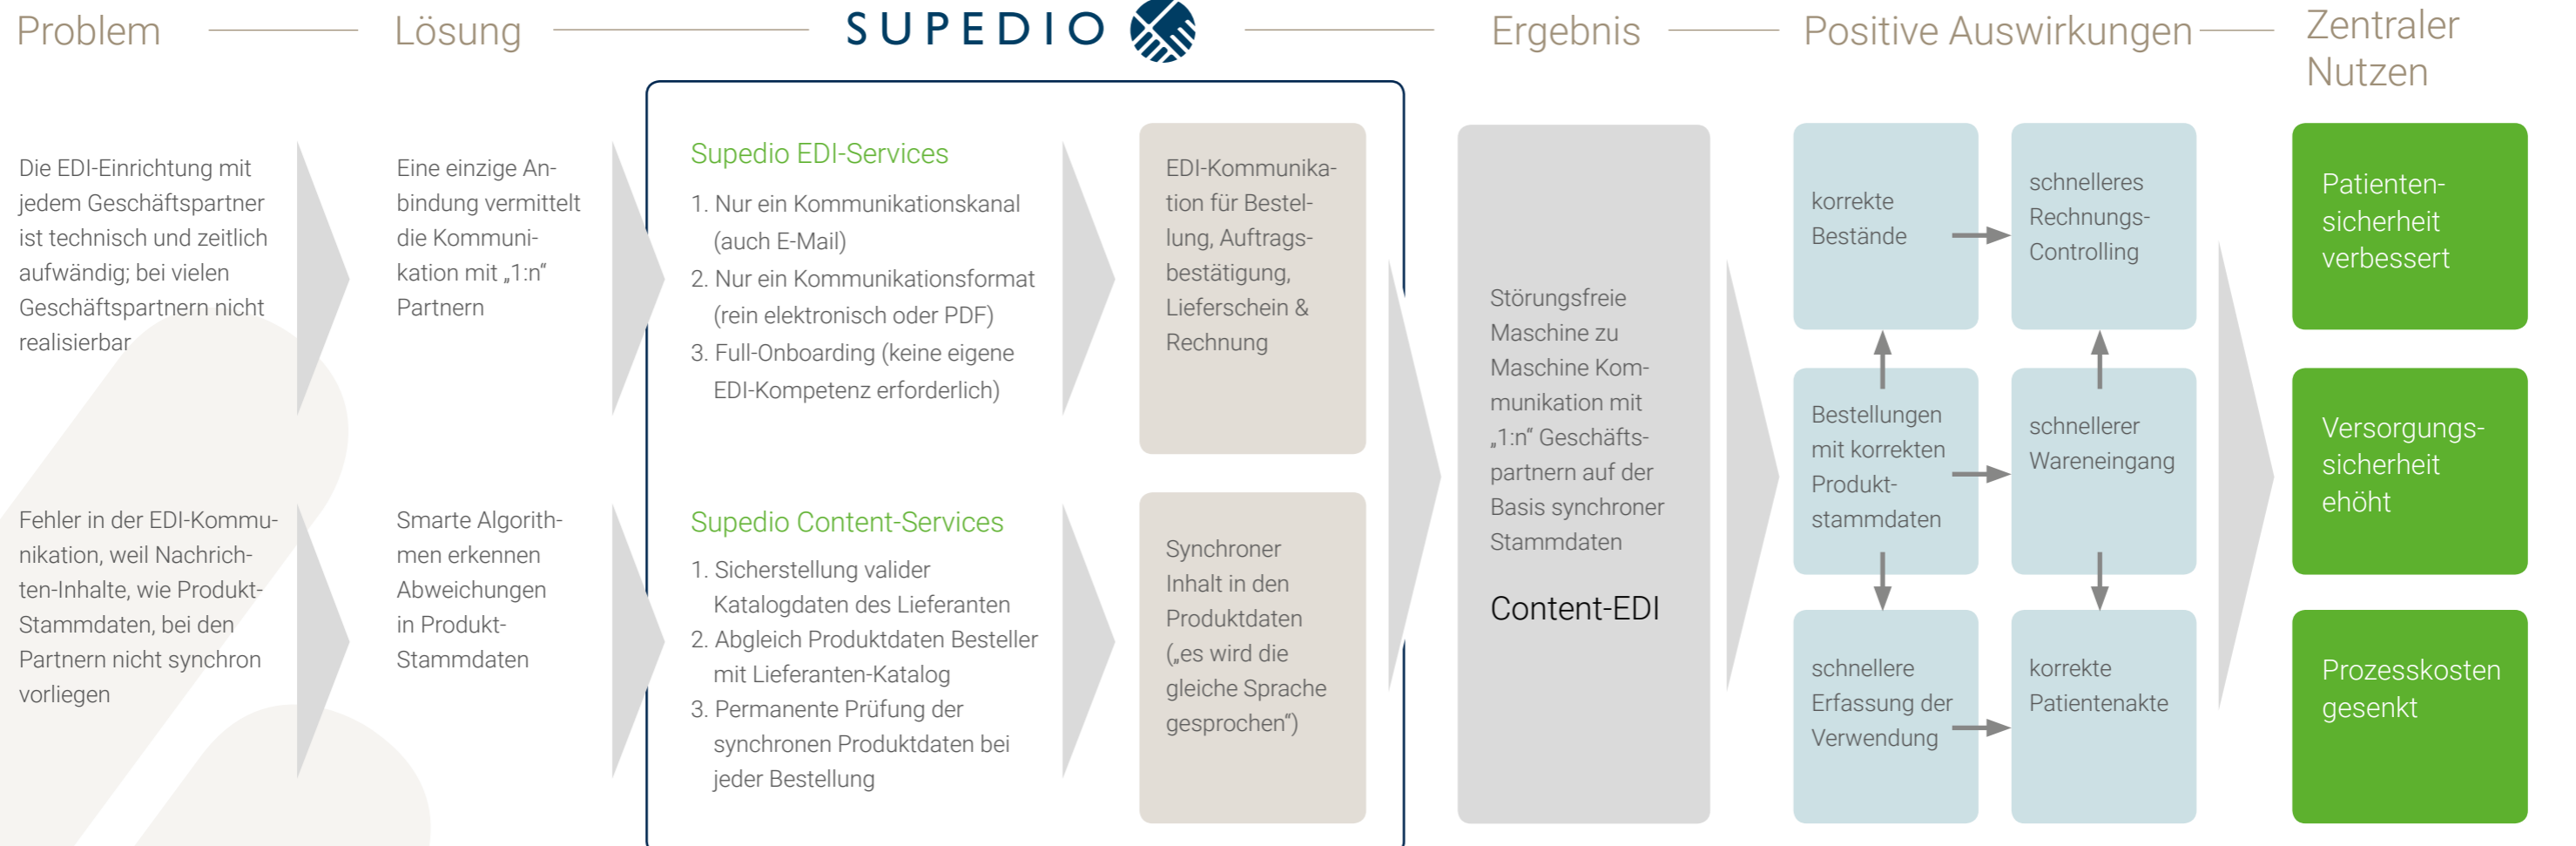 Problem
Lösung
SUPEDIO
Ergebnis
Positive Auswirkungen
Zentraler
Nutzen
Die EDI-Einrichtung mit
jedem Geschäftspartner
ist technisch und zeitlich
aufwändig; bei vielen
Geschäftspartnern nicht
realisierbar
Eine einzige An-
bindung vermittelt
die Kommuni-
kation mit „1:n“
Partnern
Supedio EDI-Services
1. Nur ein Kommunikationskanal
(auch E-Mail)
2. Nur ein Kommunikationsformat
(rein elektronisch oder PDF)
3. Full-Onboarding (keine eigene
EDI-Kompetenz erforderlich)
EDI-Kommunika-
tion für Bestel-
lung, Auftrags-
bestätigung,
Lieferschein &
Rechnung
Fehler in der EDI-Kommu-
nikation, weil Nachrich-
ten-Inhalte, wie Produkt-
Stammdaten, bei den
Partnern nicht synchron
vorliegen
Smarte Algorith-
men erkennen
Abweichungen
in Produkt-
Stammdaten
Supedio Content-Services
1. Sicherstellung valider
Katalogdaten des Lieferanten
2. Abgleich Produktdaten Besteller
mit Lieferanten-Katalog
3. Permanente Prüfung der
synchronen Produktdaten bei
jeder Bestellung
Synchroner
Inhalt in den
Produktdaten
(„es wird die
gleiche Sprache
gesprochen“)
Störungsfreie
Maschine zu
Maschine Kom-
munikation mit
„1:n“ Geschäfts-
partnern auf der
Basis synchroner
Stammdaten
Content-EDI
korrekte
Bestände
schnelleres
Rechnungs-
Controlling
Bestellungen
mit korrekten
Produkt-
stammdaten
schnellerer
Wareneingang
schnellere
Erfassung der
Verwendung
korrekte
Patientenakte
Patienten-
sicherheit
verbessert
Versorgungs-
sicherheit
ehöht
Prozesskosten
gesenkt